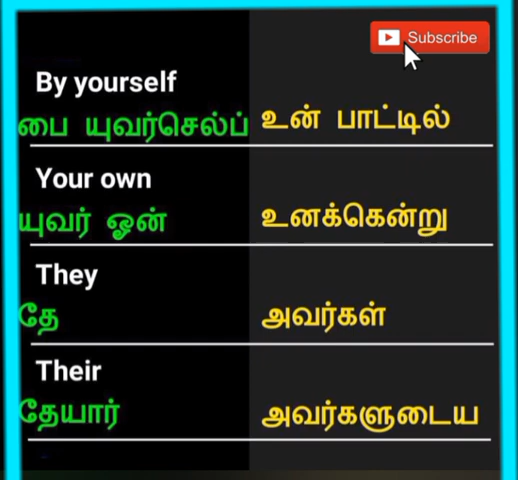 Subscribe
By yourself
பை யுவர்செல்ப் உன் பாட்டில்
Your own
யுவர் ஓன் உனக்கென்று
They
தே அவர்கள்
Their
தேயார் அவர்களுடைய